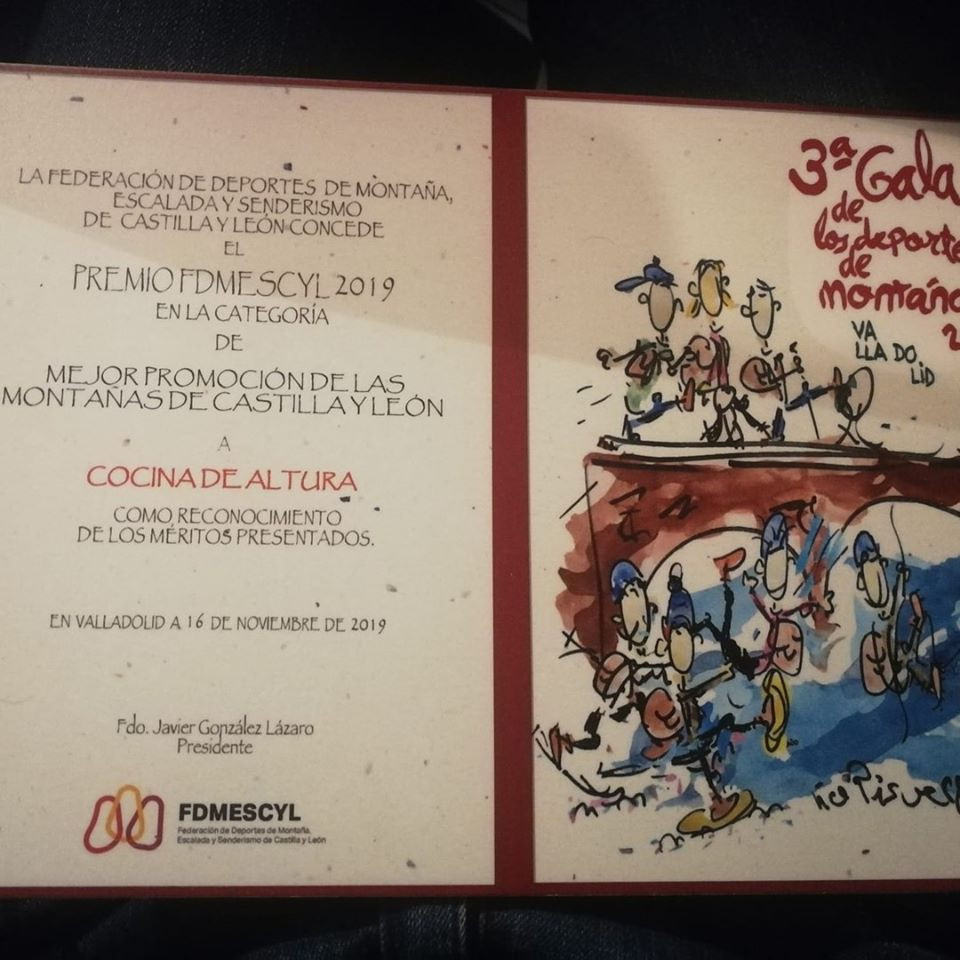 LA FEDERACIÓN DE DEPORTES DE MONTAÑA,
ESCALADA Y SENDERISMO
DE CASTILLA Y LEÓN CONCEDE
EL
PREMIO FDMESCYL 2019
EN LA CATEGORÍA
DE
MEJOR PROMOCIÓN DE LAS
MONTAÑAS DE CASTILLA Y LEÓN
A
COCINA DE ALTURA
COMO RECONOCIMIENTO
DE LOS MÉRITOS PRESENTADOS.
EN VALLADOLID A 16 DE NOVIEMBRE DE 2019
Fdo. Javier González Lázaro
Presidente
FDMESCYL
Federación de Deportes de Montaña,
Escalada y Senderismo de Castilla y León
3ª Gala
de
los deporte
de
montaña
2
VA
LLA DO
LID